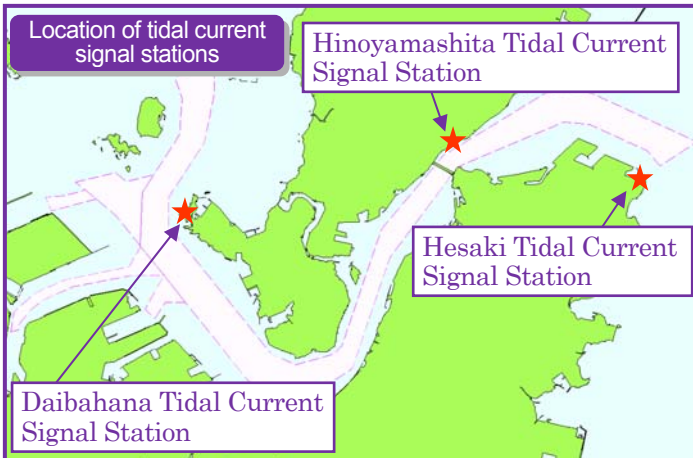 Location of tidal current
signal stations
Hinoyamashita Tidal Current
Signal Station
Hesaki Tidal Current
Signal Station
Daibahana Tidal Current
Signal Station